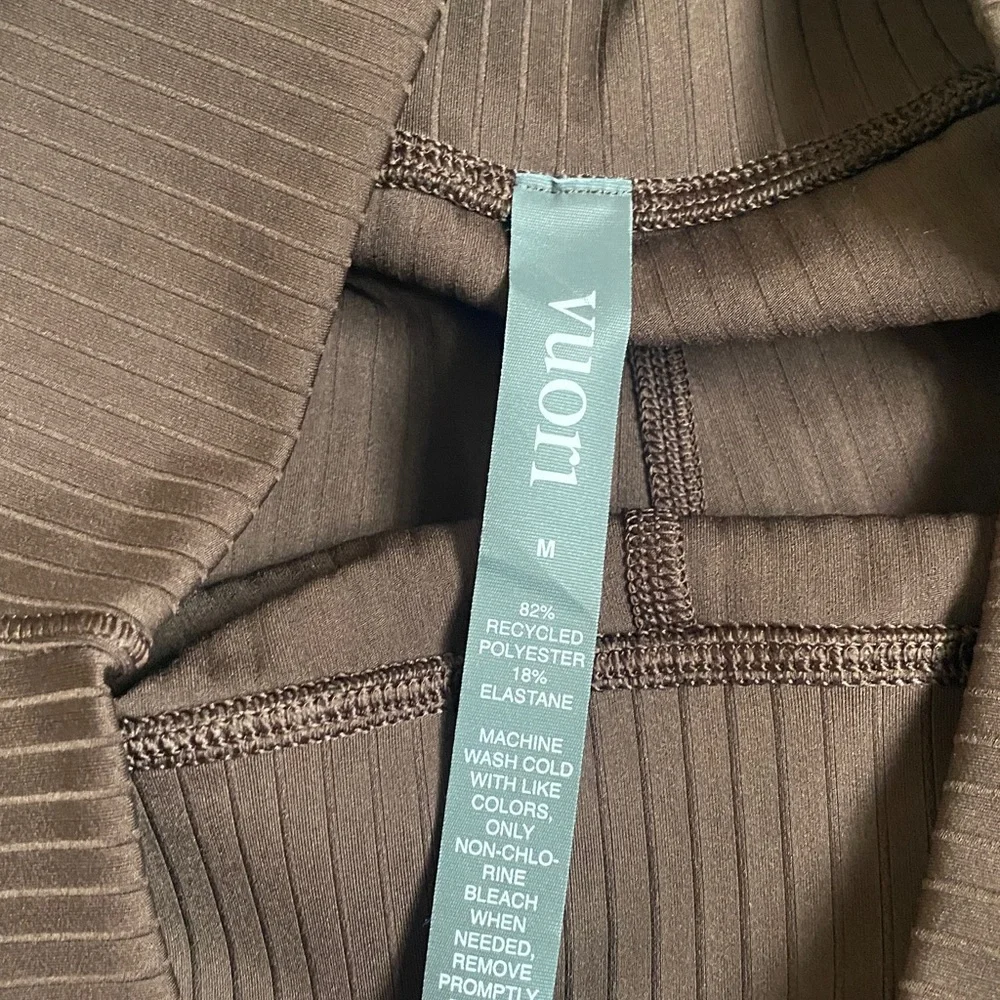 vuori
M
82%
RECYCLED
POLYESTER
18%
ELASTANE
MACHINE
WASH COLD
WITH LIKE
COLORS,
ONLY
NON-CHLO-
RINE
BLEACH
WHEN
NEEDED,
REMOVE
PROMPTLY